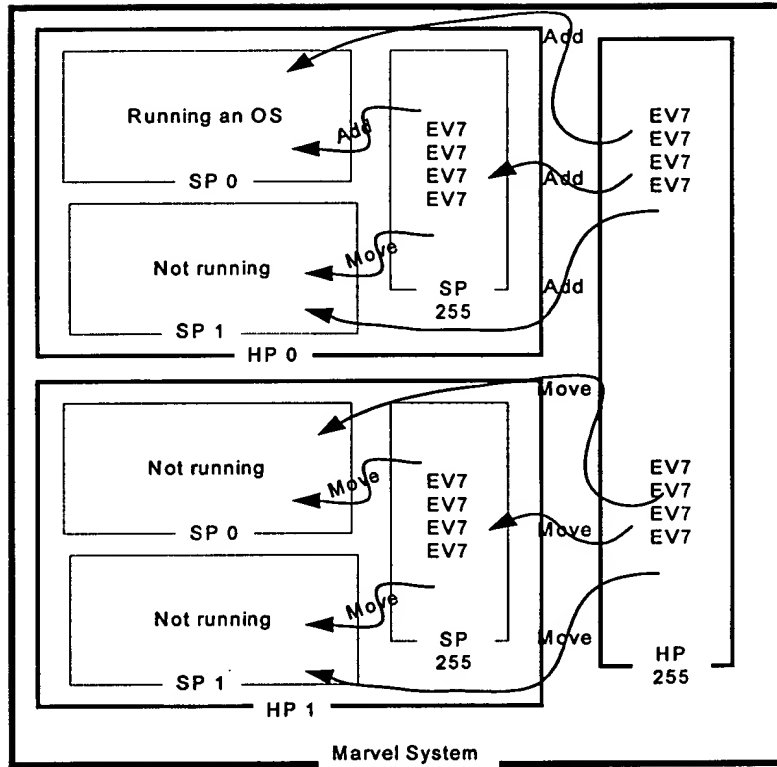 Add
Running an OS
Add
EV7
EV7
EV7
EV7
EV7
EV7
EV7
EV7
Add
SP 0
Not running
Move
Add
SP
255
SP 1
HP 0
Move
Not running
Move
EV7
EV7
EV7
EV7
EV7
EV7
EV7
EV7
Move
SP 0
Not running
Move
SP
255
Move
HP
255
SP 1
HP 1
Marvel System